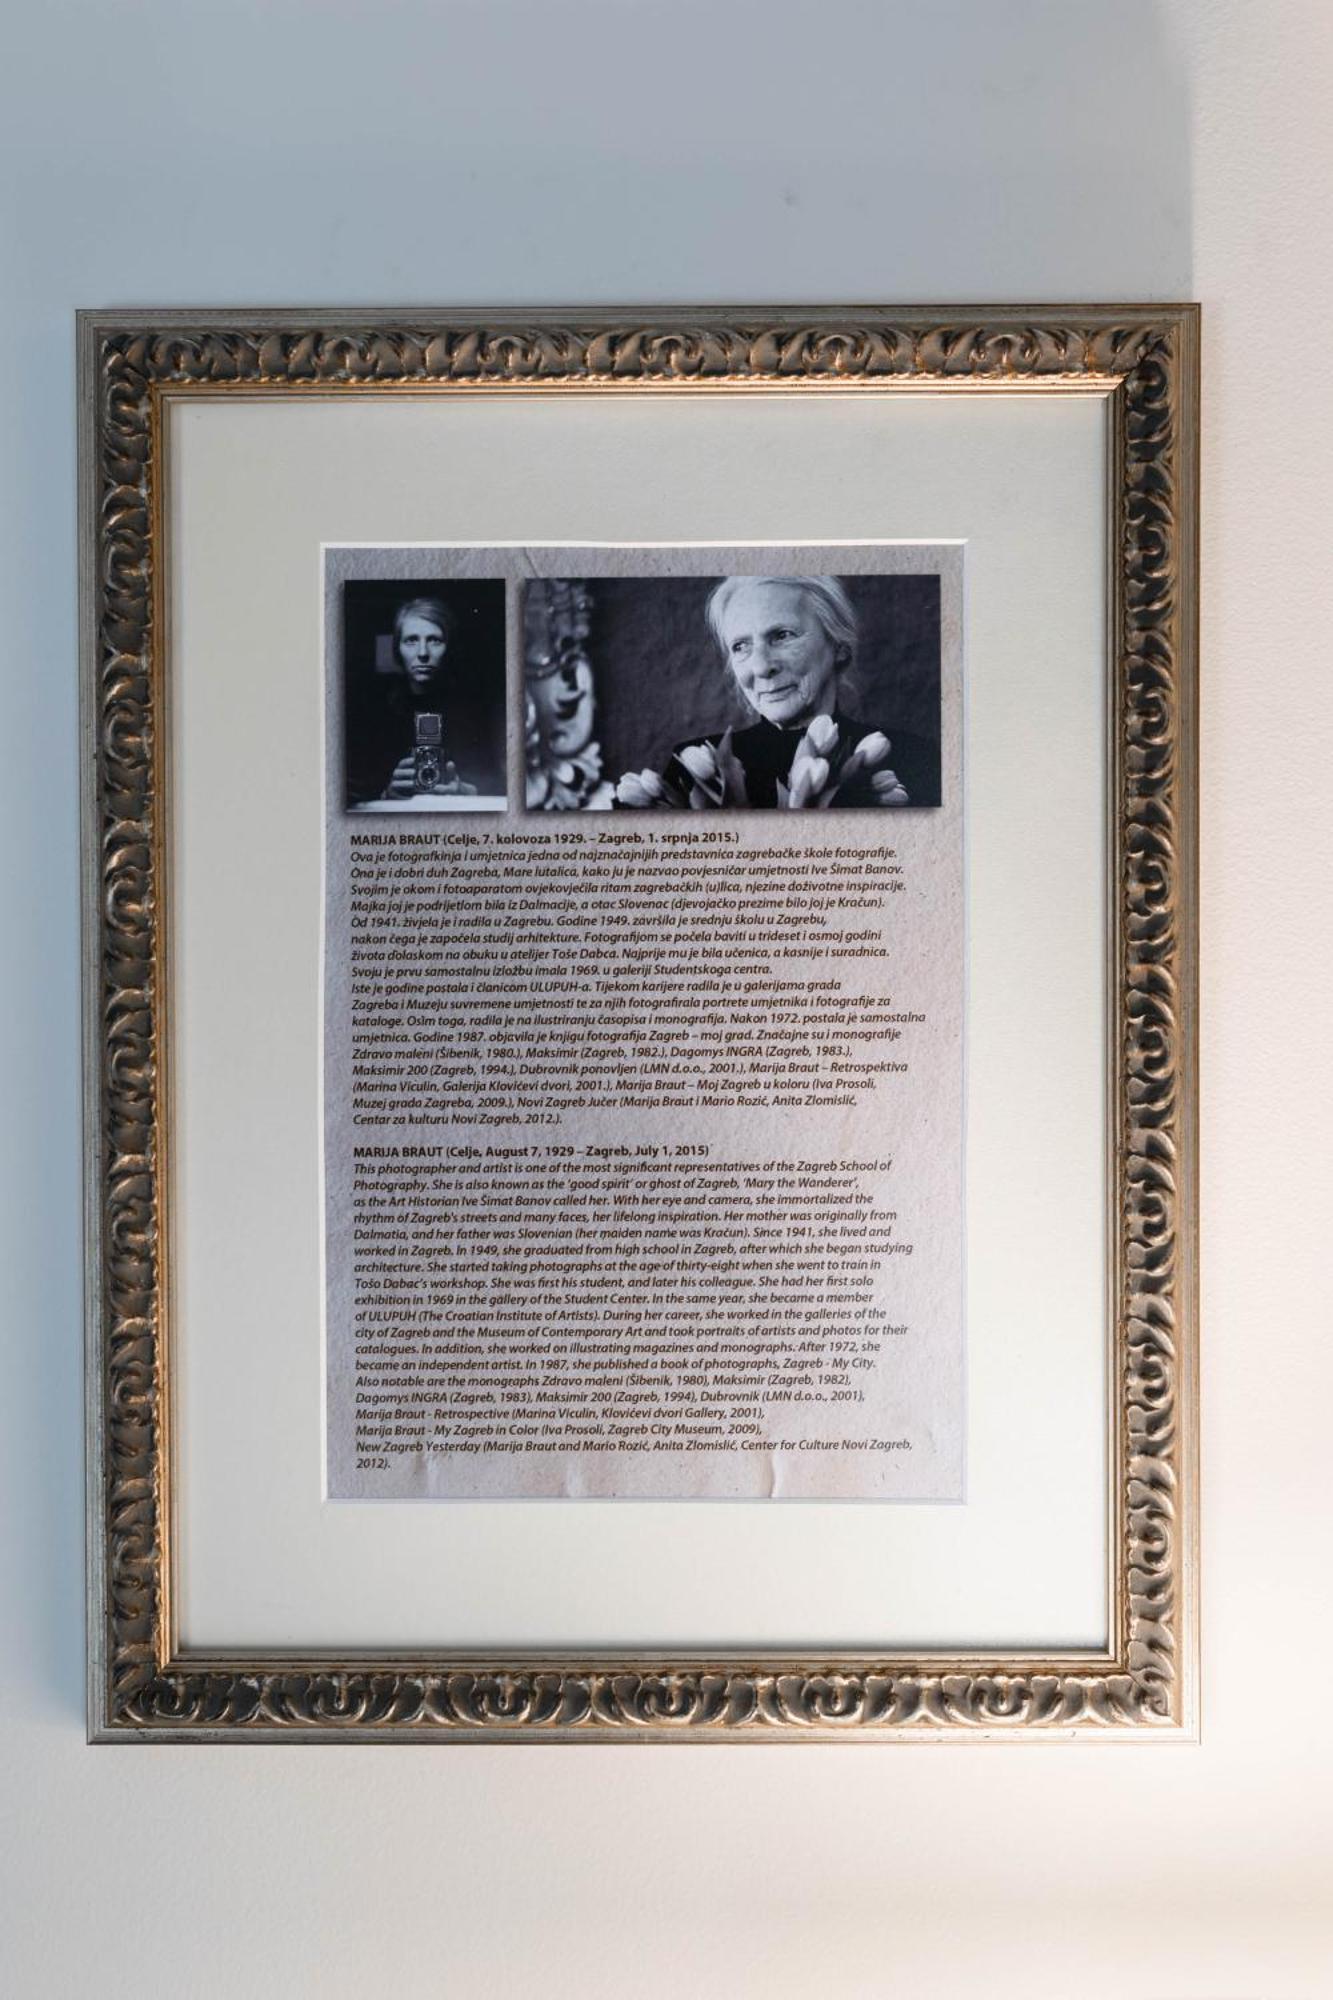 MARIJA BRAUT (Celje, 7. kolovoza 1929. – Zagreb, 1. srpnja 2015.)
Ova je fotografkinja i umjetnica jedna od najznačajnijih predstavnica zagrebačke škole fotografije.
Ona je i dobri duh Zagreba, Mare lutalica, kako ju je nazvao povjesničar umjetnosti Ive Šimat Banov.
Svojim je okom i fotoaparatom ovjekovječila ritam zagrebačkih (u)lica, njezine doživotne inspiracije.
Majka joj je podrijetlom bila iz Dalmacije, a otac Slovenac (djevojačko prezime bilo joj je Kračun).
Od 1941. živjela je i radila u Zagrebu. Godine 1949. završila je srednju školu u Zagrebu,
nakon čega je započela studij arhitekture. Fotografijom se počela baviti u trideset i osmoj godini
života dolaskom na obuku u atelijer Toše Dabca. Najprije mu je bila učenica, a kasnije i suradnica.
Svoju je prvu samostalnu izložbu imala 1969. u galeriji Studentskoga centra.
Iste je godine postala i članicom ULUPUH-a. Tijekom karijere radila je u galerijama grada
Zagreba i Muzeju suvremene umjetnosti te za njih fotografirala portrete umjetnika i fotografije za
kataloge. Osim toga, radila je na ilustriranju časopisa i monografija. Nakon 1972. postala je samostalna
umjetnica. Godine 1987. objavila je knjigu fotografija Zagreb – moj grad. Značajne su i monografije
Zdravo maleni (Šibenik, 1980.), Maksimir (Zagreb, 1982.), Dagomys INGRA (Zagreb, 1983.),
Maksimir 200 (Zagreb, 1994.), Dubrovnik ponovljen (LMN d.o.o., 2001.), Marija Braut – Retrospektiva
(Marina Viculin, Galerija Klovićevi dvori, 2001.), Marija Braut – Moj Zagreb u koloru (Iva Prosoli,
Muzej grada Zagreba, 2009.), Novi Zagreb Jučer (Marija Braut i Mario Rozić, Anita Zlomislić,
Centar za kulturu Novi Zagreb, 2012.).
MARIJA BRAUT (Celje, August 7, 1929 – Zagreb, July 1, 2015)
This photographer and artist is one of the most significant representatives of the Zagreb School of
Photography. She is also known as the 'good spirit' or ghost of Zagreb, 'Mary the Wanderer',
as the Art Historian Ive Šimat Banov called her. With her eye and camera, she immortalized the
rhythm of Zagreb's streets and many faces, her lifelong inspiration. Her mother was originally from
Dalmatia, and her father was Slovenian (her maiden name was Kračun). Since 1941, she lived and
worked in Zagreb. In 1949, she graduated from high school in Zagreb, after which she began studying
architecture. She started taking photographs at the age of thirty-eight when she went to train in
Tošo Dabac's workshop. She was first his student, and later his colleague. She had her first solo
exhibition in 1969 in the gallery of the Student Center. In the same year, she became a member
of ULUPUH (The Croatian Institute of Artists). During her career, she worked in the galleries of the
city of Zagreb and the Museum of Contemporary Art and took portraits of artists and photos for their
catalogues. In addition, she worked on illustrating magazines and monographs. After 1972, she
became an independent artist. In 1987, she published a book of photographs, Zagreb - My City.
Also notable are the monographs Zdravo maleni (Šibenik, 1980), Maksimir (Zagreb, 1982),
Dagomys INGRA (Zagreb, 1983), Maksimir 200 (Zagreb, 1994), Dubrovnik (LMN d.o.o., 2001),
Marija Braut - Retrospective (Marina Viculin, Klovićevi dvori Gallery, 2001),
Marija Braut - My Zagreb in Color (Iva Prosoli, Zagreb City Museum, 2009),
New Zagreb Yesterday (Marija Braut and Mario Rozić, Anita Zlomislić, Center for Culture Novi Zagreb,
2012).